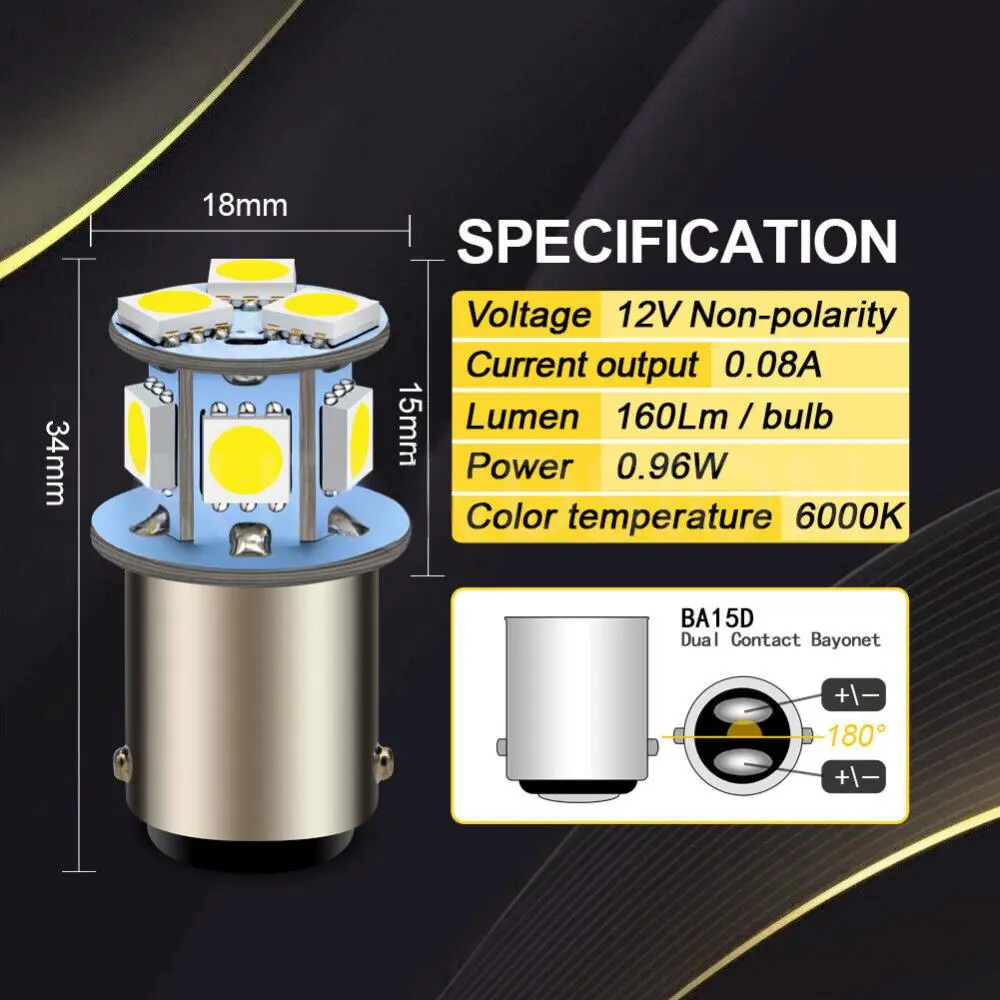 18mm
34mm
15mm
SPECIFICATION
Voltage 12V Non-polarity
Current output 0.08A
Lumen 160Lm / bulb
Power 0.96W
Color temperature 6000K
BA15D
Dual Contact Bayonet
+\−
180°
+\−